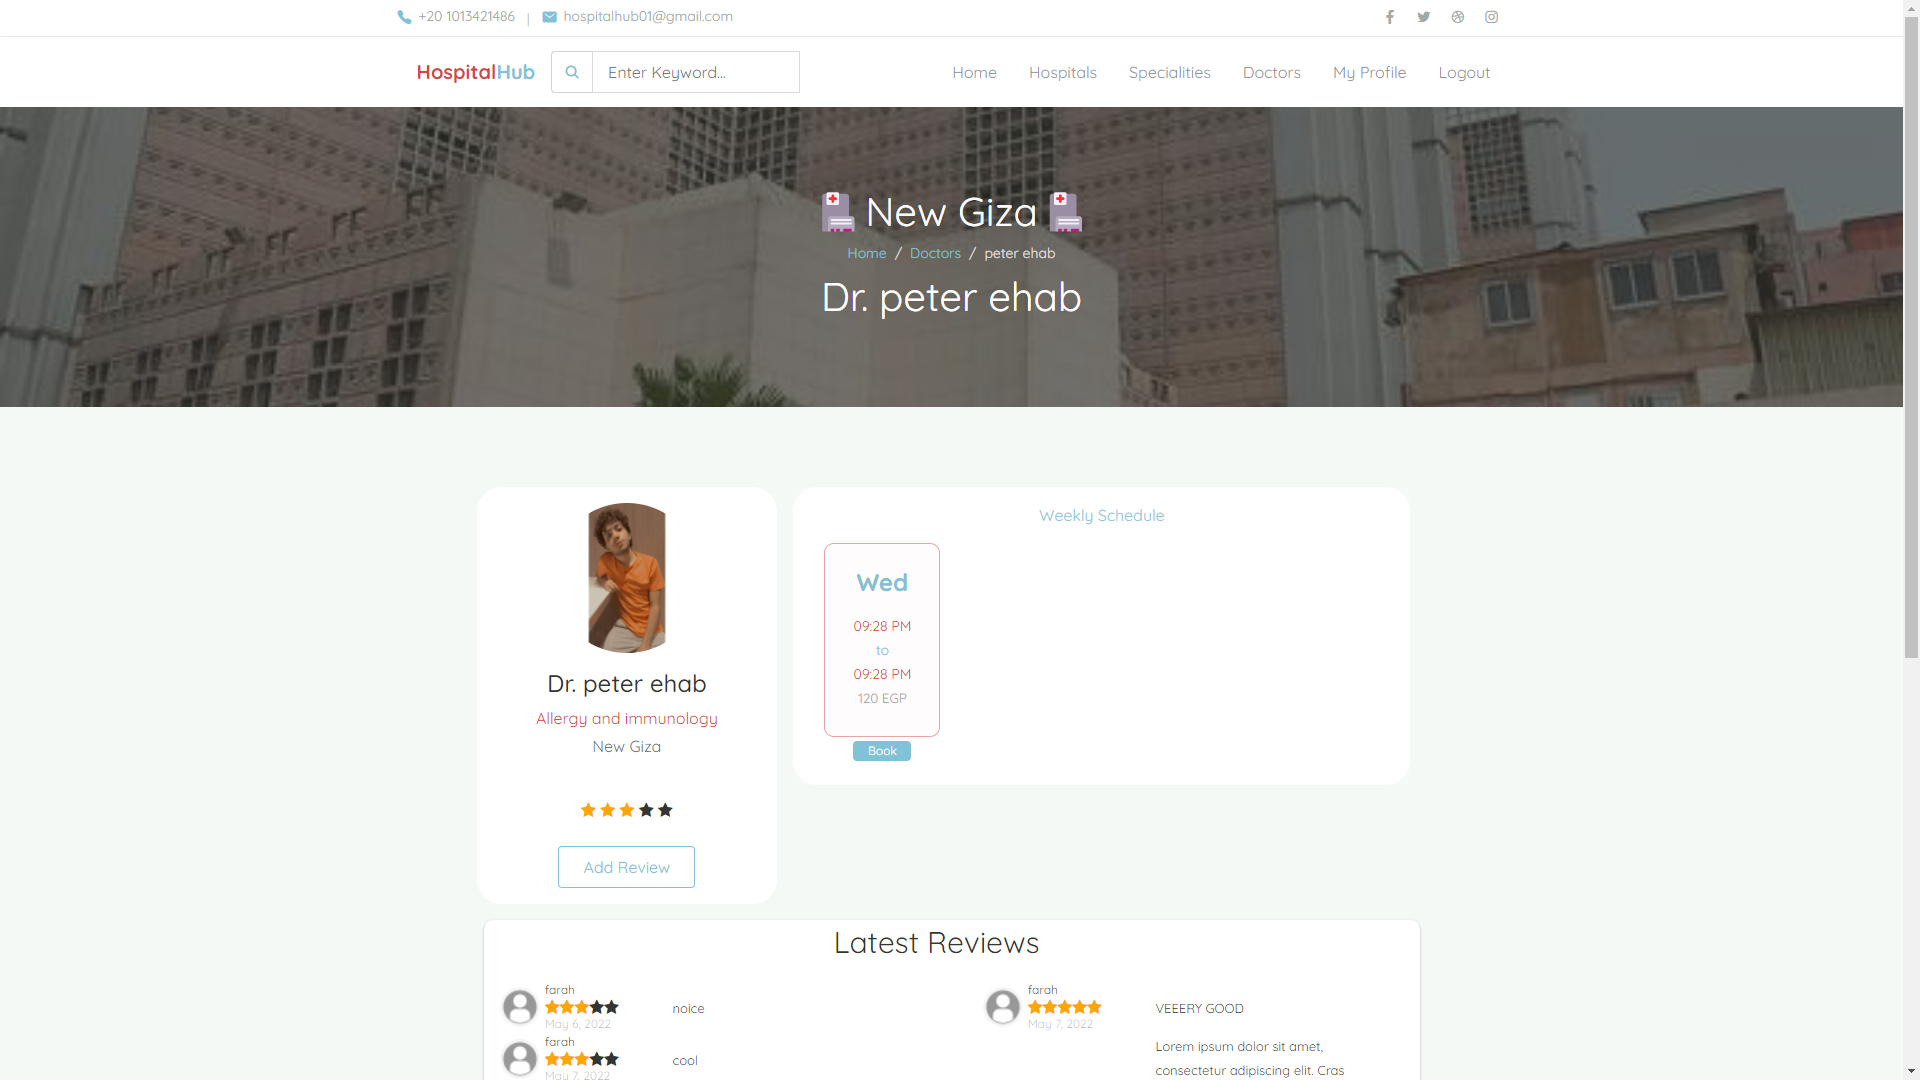 +20 1013421486 | hospitalhub01@gmail.com
HospitalHub
Enter Keyword...
Home
Hospitals
Specialities
Doctors
My Profile
Logout
New Giza
Home / Doctors / peter ehab
Dr. peter ehab
Dr. peter ehab
Allergy and immunology
New Giza
Add Review
Weekly Schedule
Wed
09:28 PM
to
09:28 PM
120 EGP
Book
Latest Reviews
farah
May 6, 2022
noice
farah
May 7, 2022
cool
farah
May 7, 2022
VEEERY GOOD
Lorem ipsum dolor sit amet,
consectetur adipiscing elit. Cras